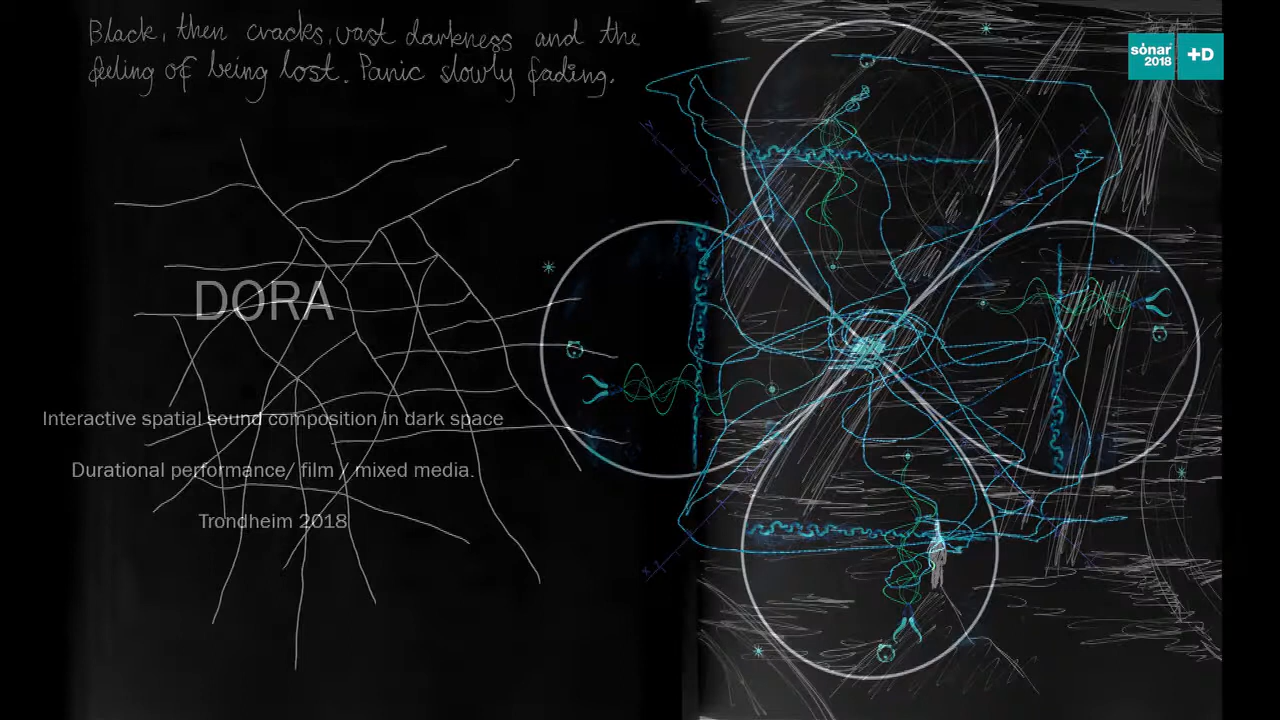 Black, then cracks, vast darkness and the
feeling of being lost. Panic slowly fading.
sónar
2018
+D
DORA
Interactive spatial sound composition in dark space
Durational performance/ film / mixed media.
Trondheim 2018